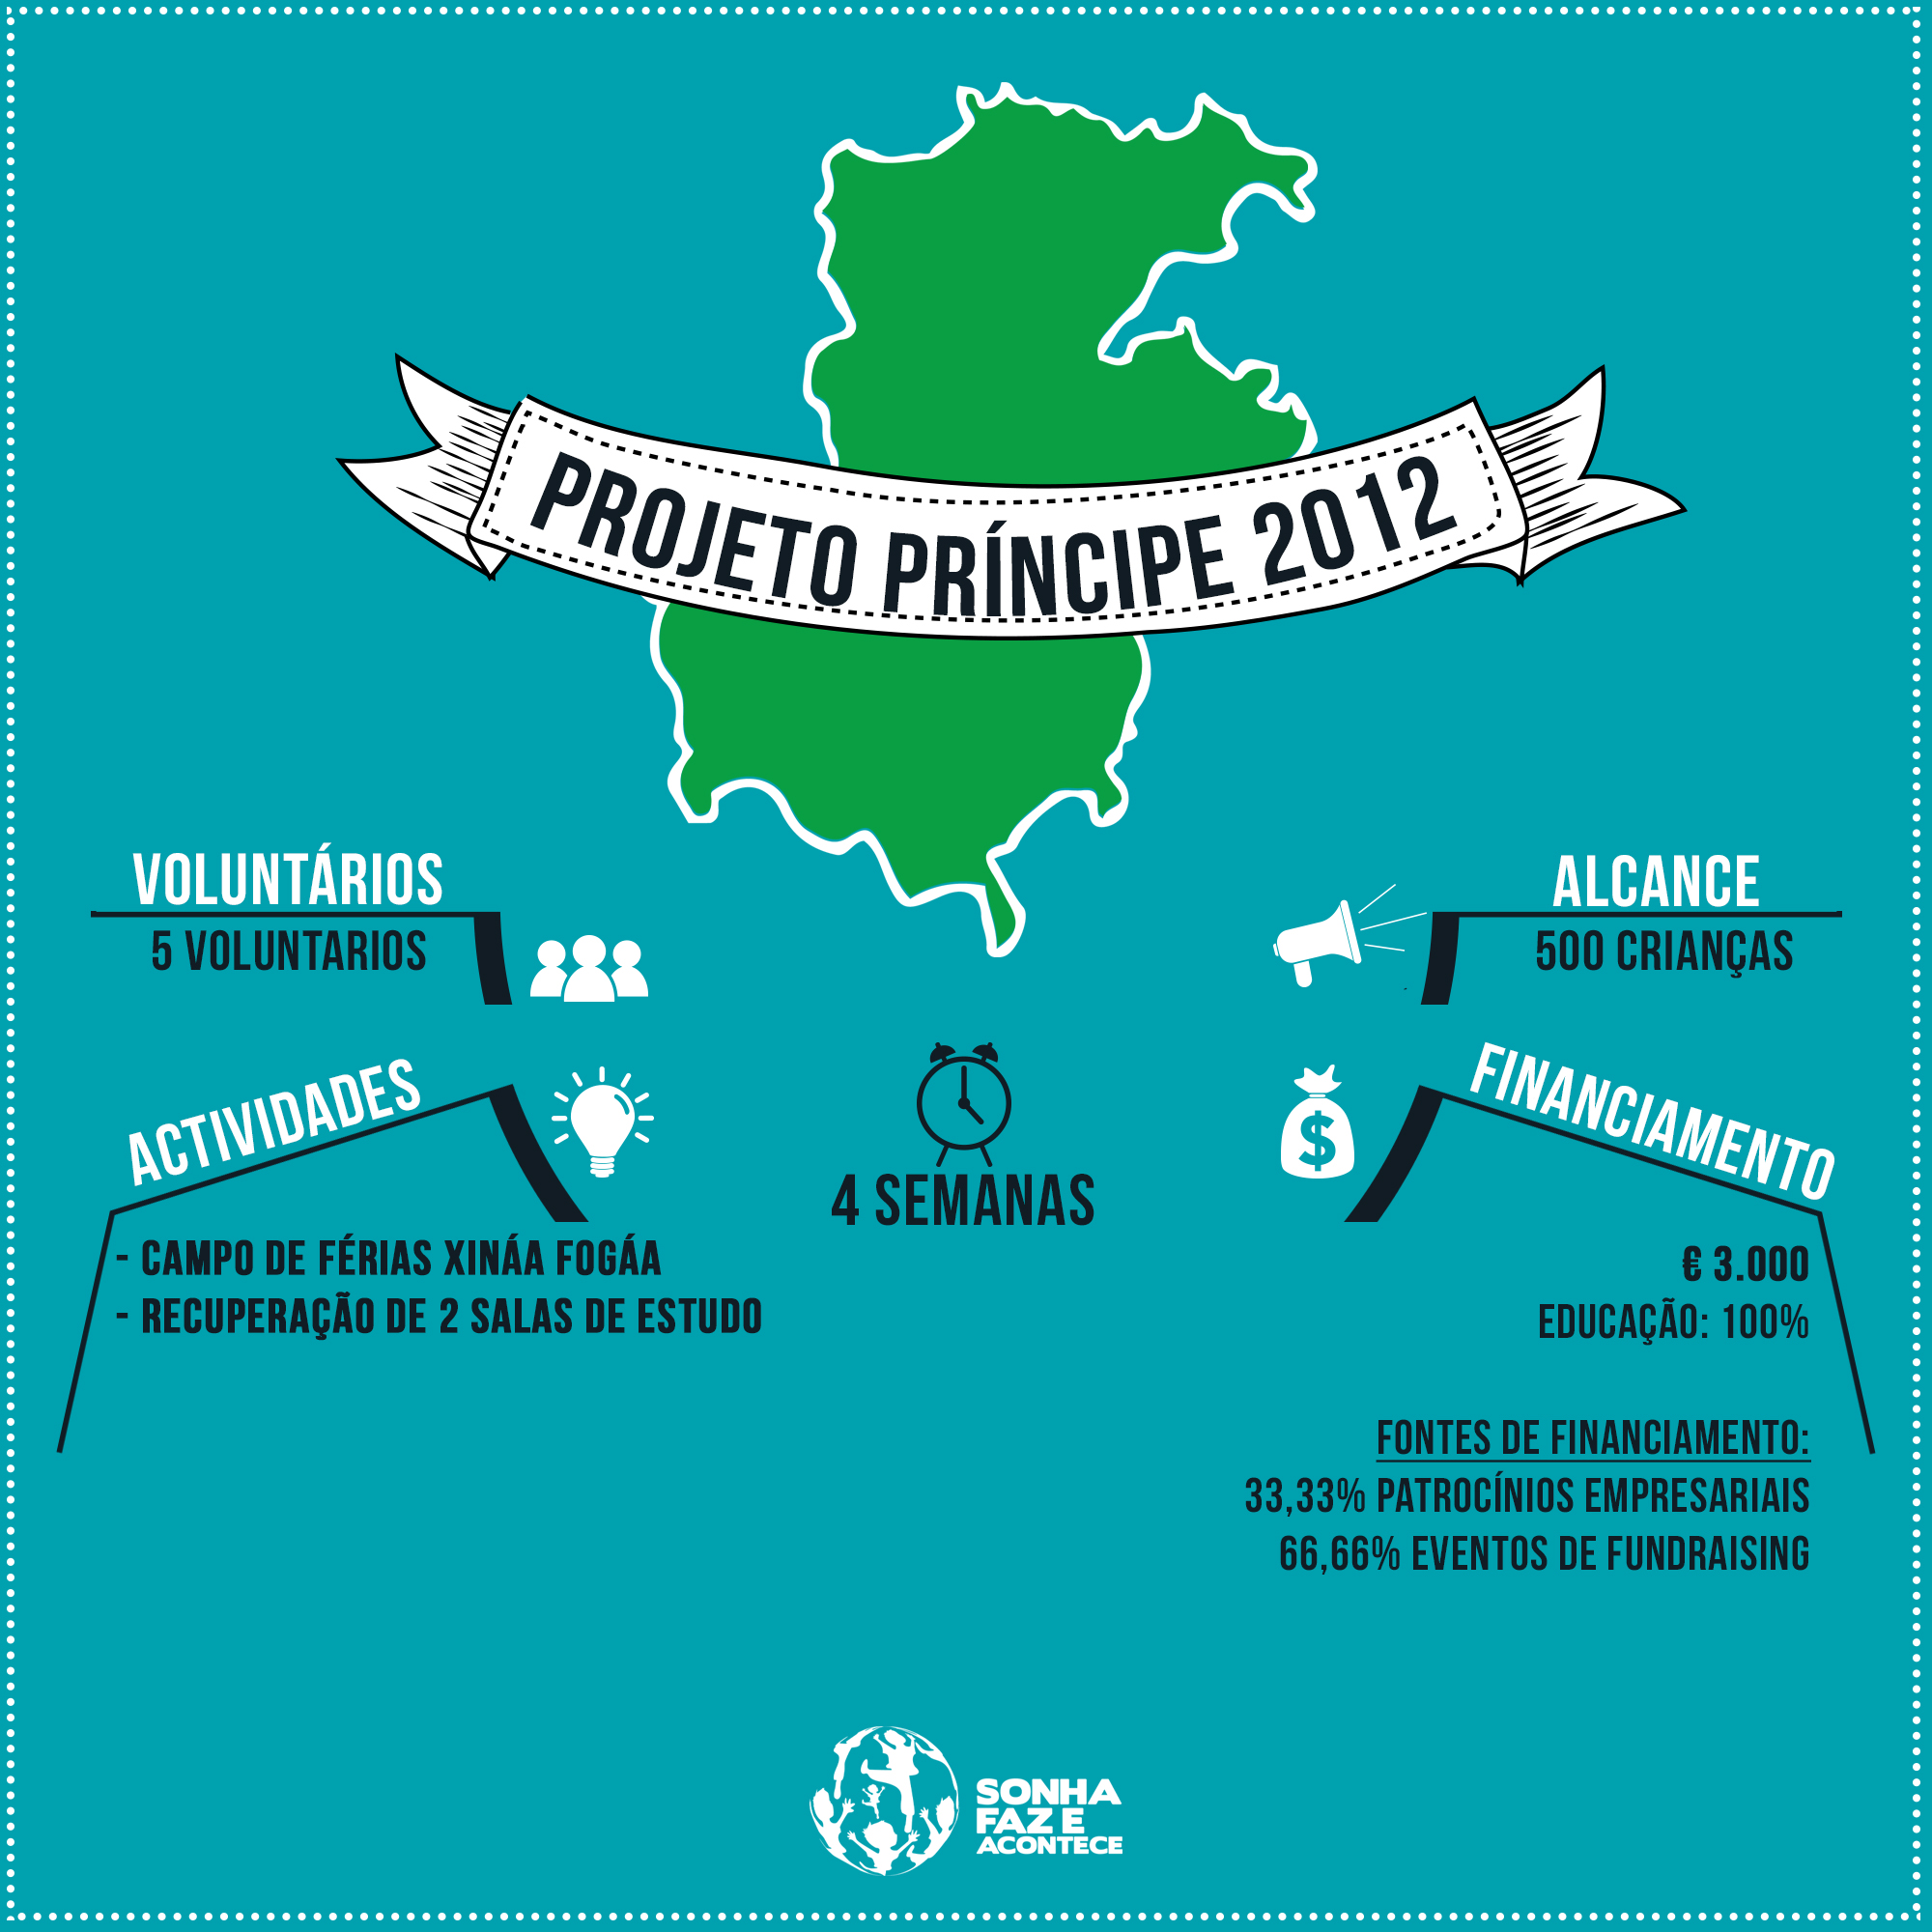 PROJETO PRÍNCIPE 2012
VOLUNTÁRIOS
5 VOLUNTARIOS
ALCANCE
500 CRIANÇAS
ACTIVIDADES
- CAMPO DE FÉRIAS XINÁA FOGÁA
- RECUPERAÇÃO DE 2 SALAS DE ESTUDO
4 SEMANAS
$
FINANCIAMENTO
€ 3.000
EDUCAÇÃO: 100%
FONTES DE FINANCIAMENTO:
33,33% PATROCÍNIOS EMPRESARIAIS
66,66% EVENTOS DE FUNDRAISING
SONHA
FAZ E
ACONTECE